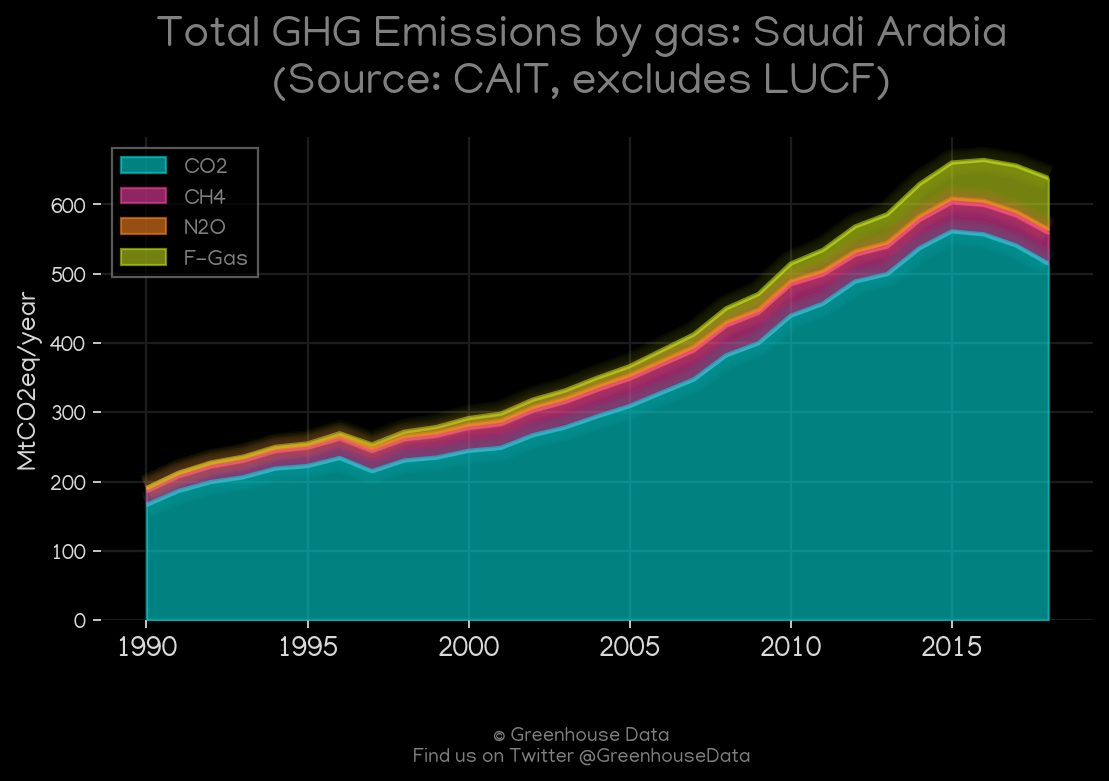 Total GHG Emissions by gas: Saudi Arabia
(Source: CAIT, excludes LUCF)
CO2
CH4
N2O
F-Gas
MtCO2eq/year
600
500
400
300
200
100
0
1990 1995 2000 2005 2010 2015
© Greenhouse Data
Find us on Twitter @GreenhouseData